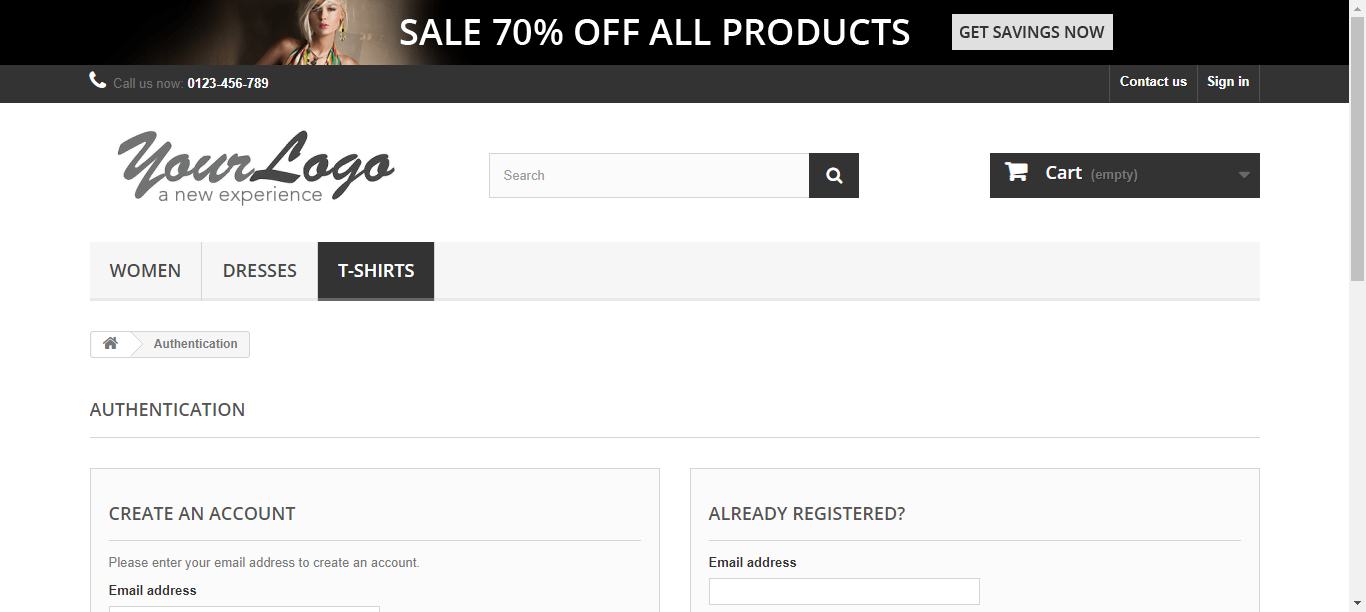 SALE 70% OFF ALL PRODUCTS
GET SAVINGS NOW
Call us now: 0123-456-789
Contact us
Sign in
Your Logo
a new experience
Search
Cart (empty)
WOMEN
DRESSES
T-SHIRTS
Authentication
AUTHENTICATION
CREATE AN ACCOUNT
Please enter your email address to create an account.
Email address
ALREADY REGISTERED?
Email address